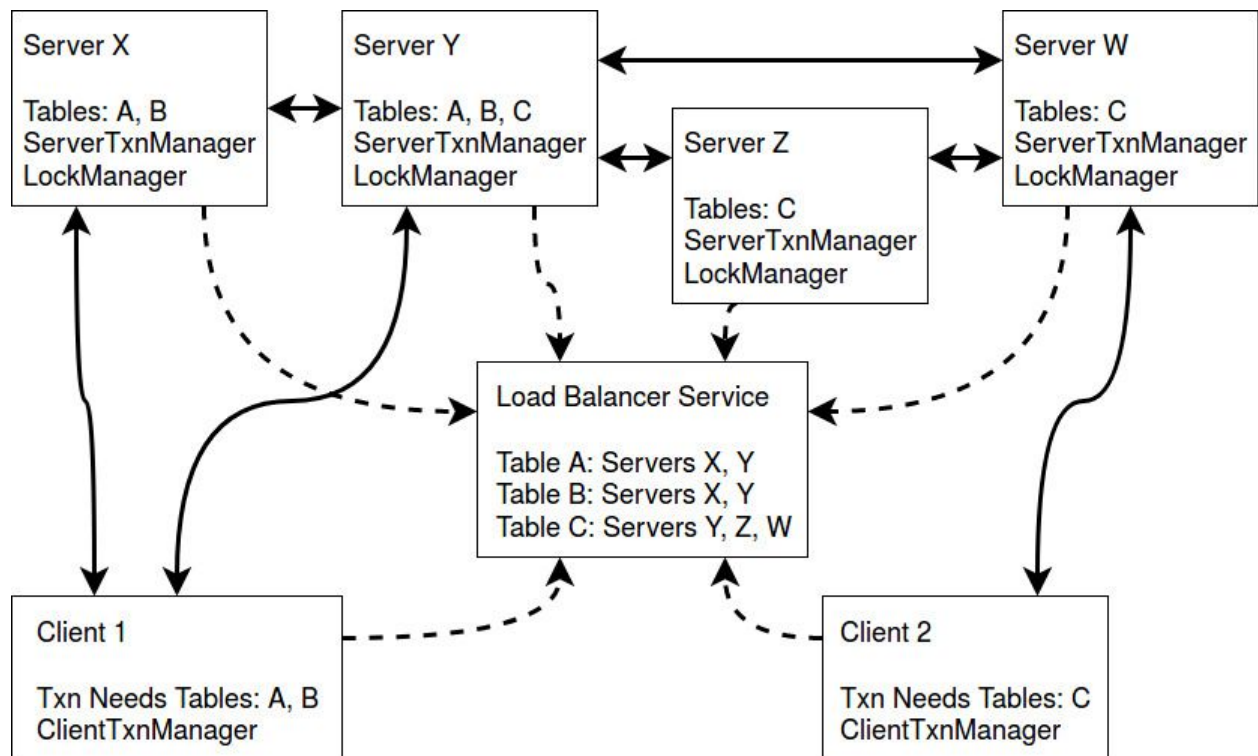 Server X
Tables: A, B
ServerTxnManager
LockManager
Server Y
Tables: A, B, C
ServerTxnManager
LockManager
Server Z
Tables: C
ServerTxnManager
LockManager
Server W
Tables: C
ServerTxnManager
LockManager
Load Balancer Service
Table A: Servers X, Y
Table B: Servers X, Y
Table C: Servers Y, Z, W
Client 1
Txn Needs Tables: A, B
ClientTxnManager
Client 2
Txn Needs Tables: C
ClientTxnManager